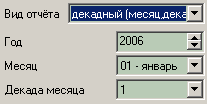 Вид отчёта декадный (месяц,дека
Год 2006
Месяц 01 - январь
Декада месяца 1